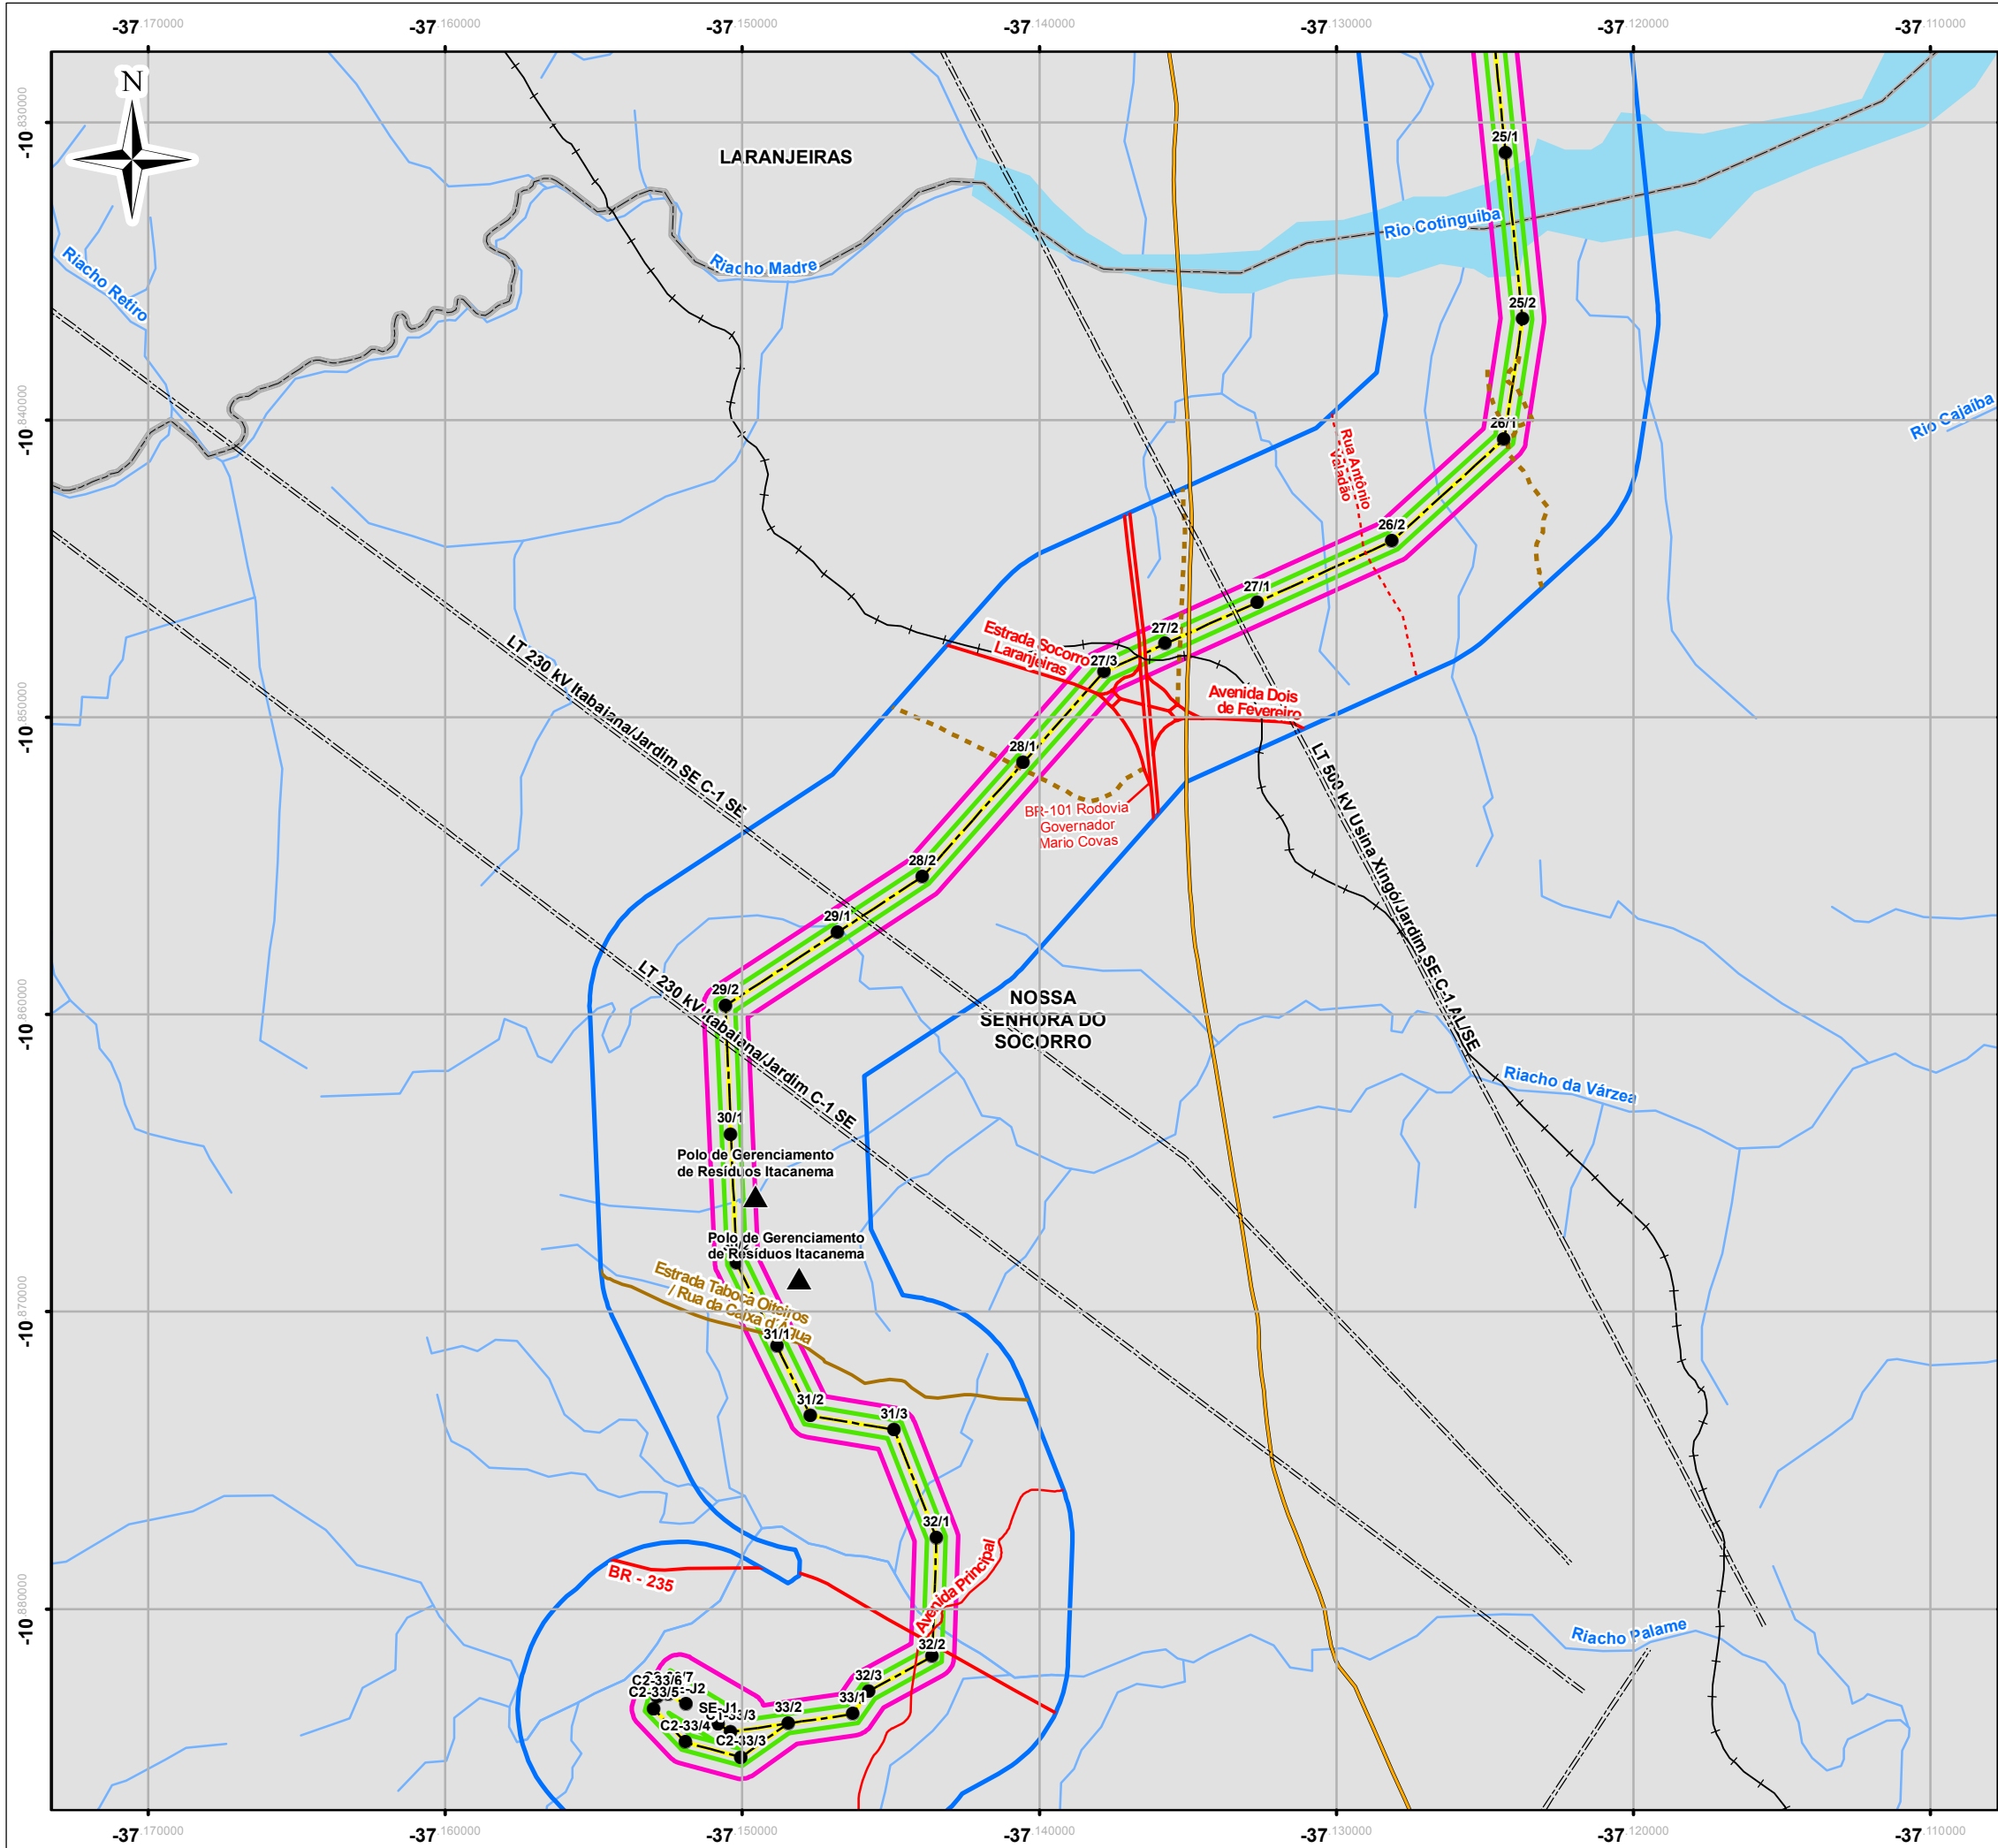 -37.170000 -37.160000 -37.150000 -37.140000 -37.130000 -37.120000 -37.110000
N
-10.830000
-10.840000
-10.850000
-10.860000
-10.870000
-10.880000
LARANJEIRAS
25/1
Rio Cotinguiba
Riacho Retiro
Riacho Madre
25/2
Rio Cajaíba
26/1
Rua Antônio
Valadão
26/2
27/1
27/2
Estrada Socorro
Laranjeiras
27/3
LT 230 kV Itabaiana/Jardim SE C-1 SE
Avenida Dois
de Fevereiro
28/1
LT 500 kV Usina Xingó/Jardim SE C-1 AL/SE
BR-101 Rodovia
Governador
Mario Covas
28/2
29/1
29/2
LT 230 kV Itabaiana/Jardim C-1 SE
NOSSA
SENHORA DO
SOCORRO
Riacho da Várzea
30/1
Polo de Gerenciamento
de Resíduos Itacanema
Polo de Gerenciamento
de Resíduos Itacanema
Estrada Taboca Oiteiros
/ Rua da Caixa d'Água
31/1
31/2
31/3
32/1
BR - 235
Avenida Principal
Riacho Palame
32/2
32/3
C2-33/6
C2-33/5
SE-J1
33/1
33/2
C2-33/4
C2-33/3
-37.170000 -37.160000 -37.150000 -37.140000 -37.130000 -37.120000 -37.110000